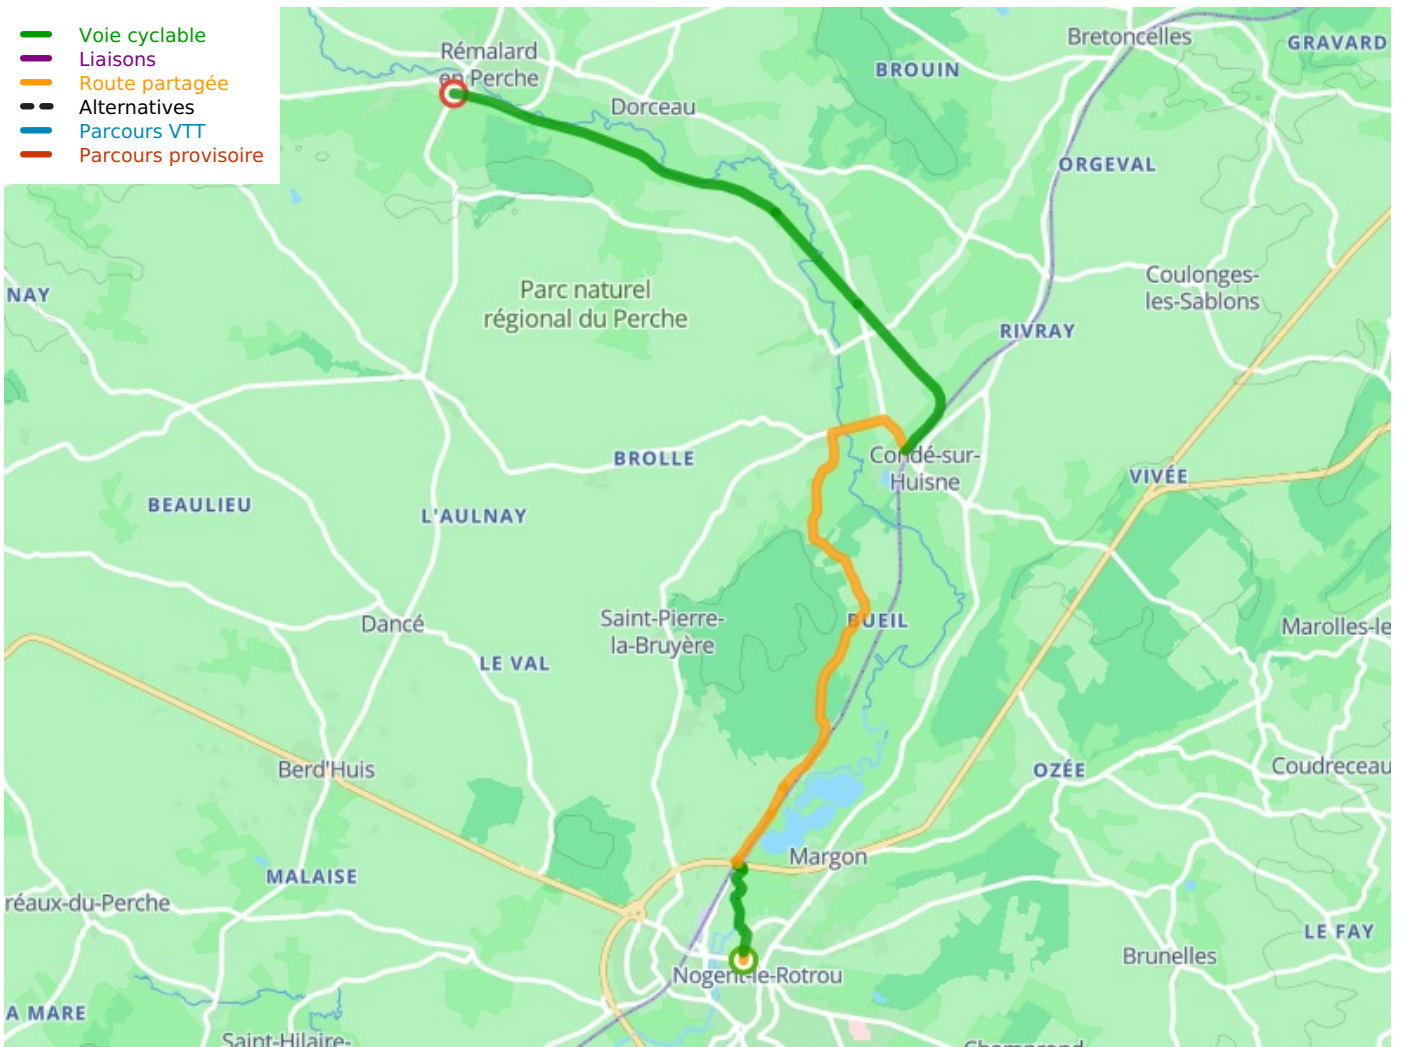 Voie cyclable
Liaisons
Route partagée
Alternatives
Parcours VTT
Parcours provisoire
Rémalard
en Perche
Bretoncelles
GRAVARD
BROUIN
Dorceau
ORGEVAL
Coulonges-
les-Sablons
NAY
Parc naturel
régional du Perche
RIVRAY
Condé-sur-
Huisne
BROLLE
VIVÉE
BEAULIEU
L'AULNAY
Dancé
Saint-Pierre-
la-Bruyère
BUEIL
Marolles-le
LE VAL
Berd'Huis
OZÉE
Coudreceau
Margon
MALAISE
réaux-du-Perche
LE FAY
Brunelles
Nogent-le-Rotrou
A MARE
Saint-Hilaire-
Champrond